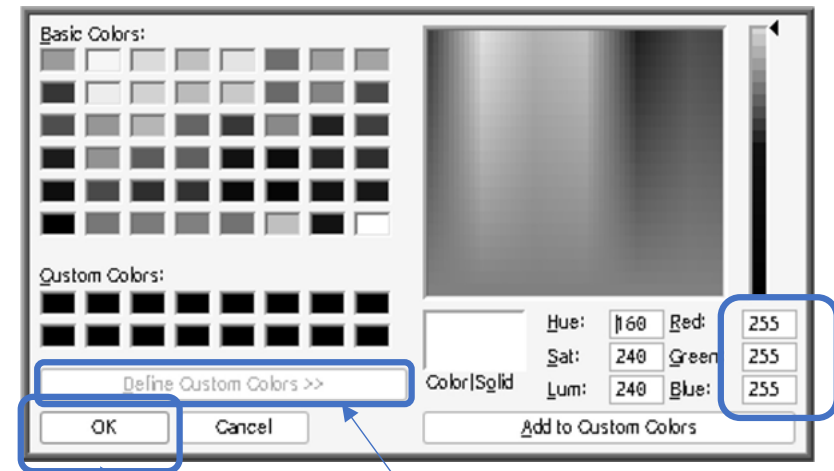 Basic Colors:
Custom Colors:
Define Custom Colors >>
OK
Cancel
Color|Solid
Hue: 160 Red: 255
Sat: 240 Green 255
Lum: 240 Blue: 255
Add to Custom Colors